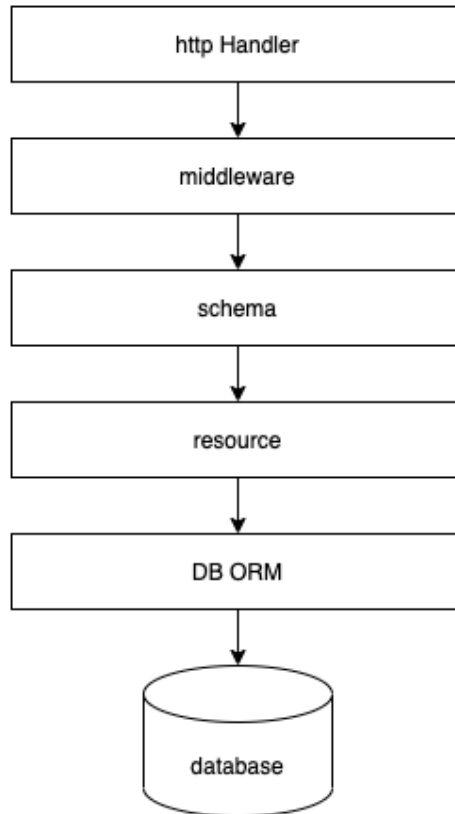 http Handler
middleware
schema
resource
DB ORM
database